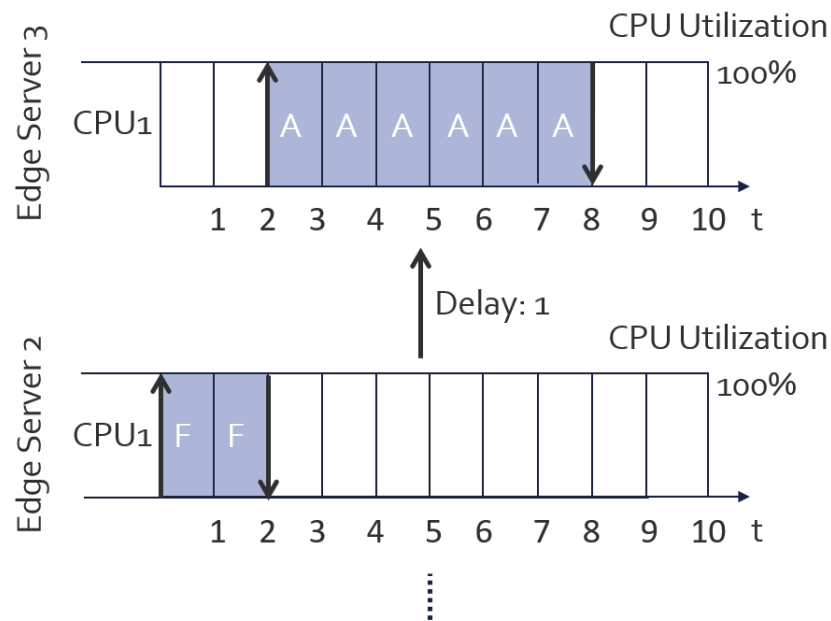 Edge Server 3
CPU Utilization
100%
CPU1
A A A A A A
1 2 3 4 5 6 7 8 9 10 t
Delay: 1
Edge Server 2
CPU Utilization
100%
CPU1
F F
1 2 3 4 5 6 7 8 9 10 t